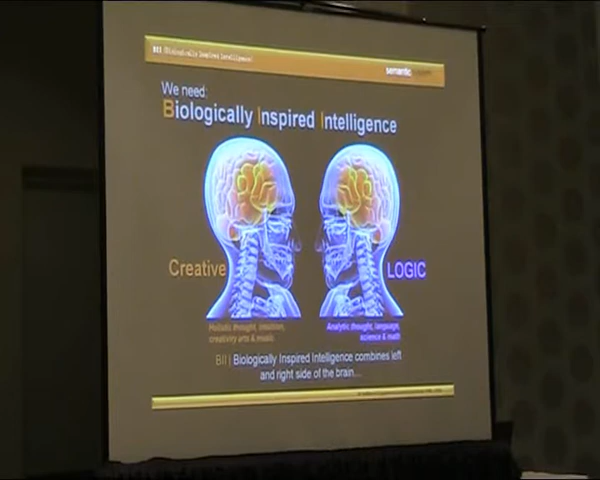 BII (Biologically Inspired Intelligence)
semantic
We need:
Biologically Inspired Intelligence
Creative
LOGIC
Holistic thought, intuition,
creativity arts & music
Analytic thought, language,
science & math
BII | Biologically Inspired Intelligence combines left
and right side of the brain...